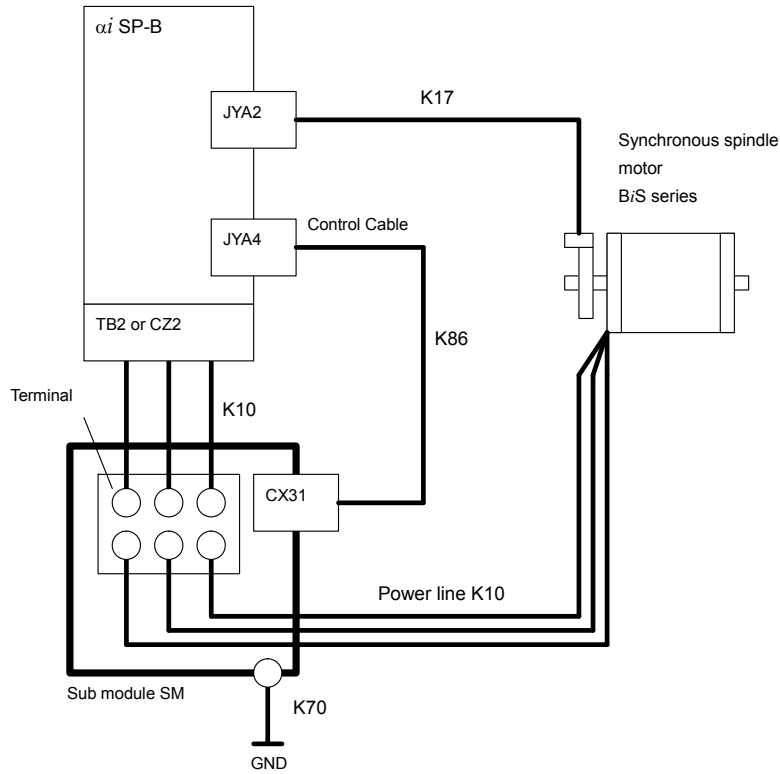 αi SP-B
JYA2
K17
Synchronous spindle
motor
BiS series
JYA4
Control Cable
TB2 or CZ2
K86
Terminal
K10
CX31
Power line K10
Sub module SM
K70
GND